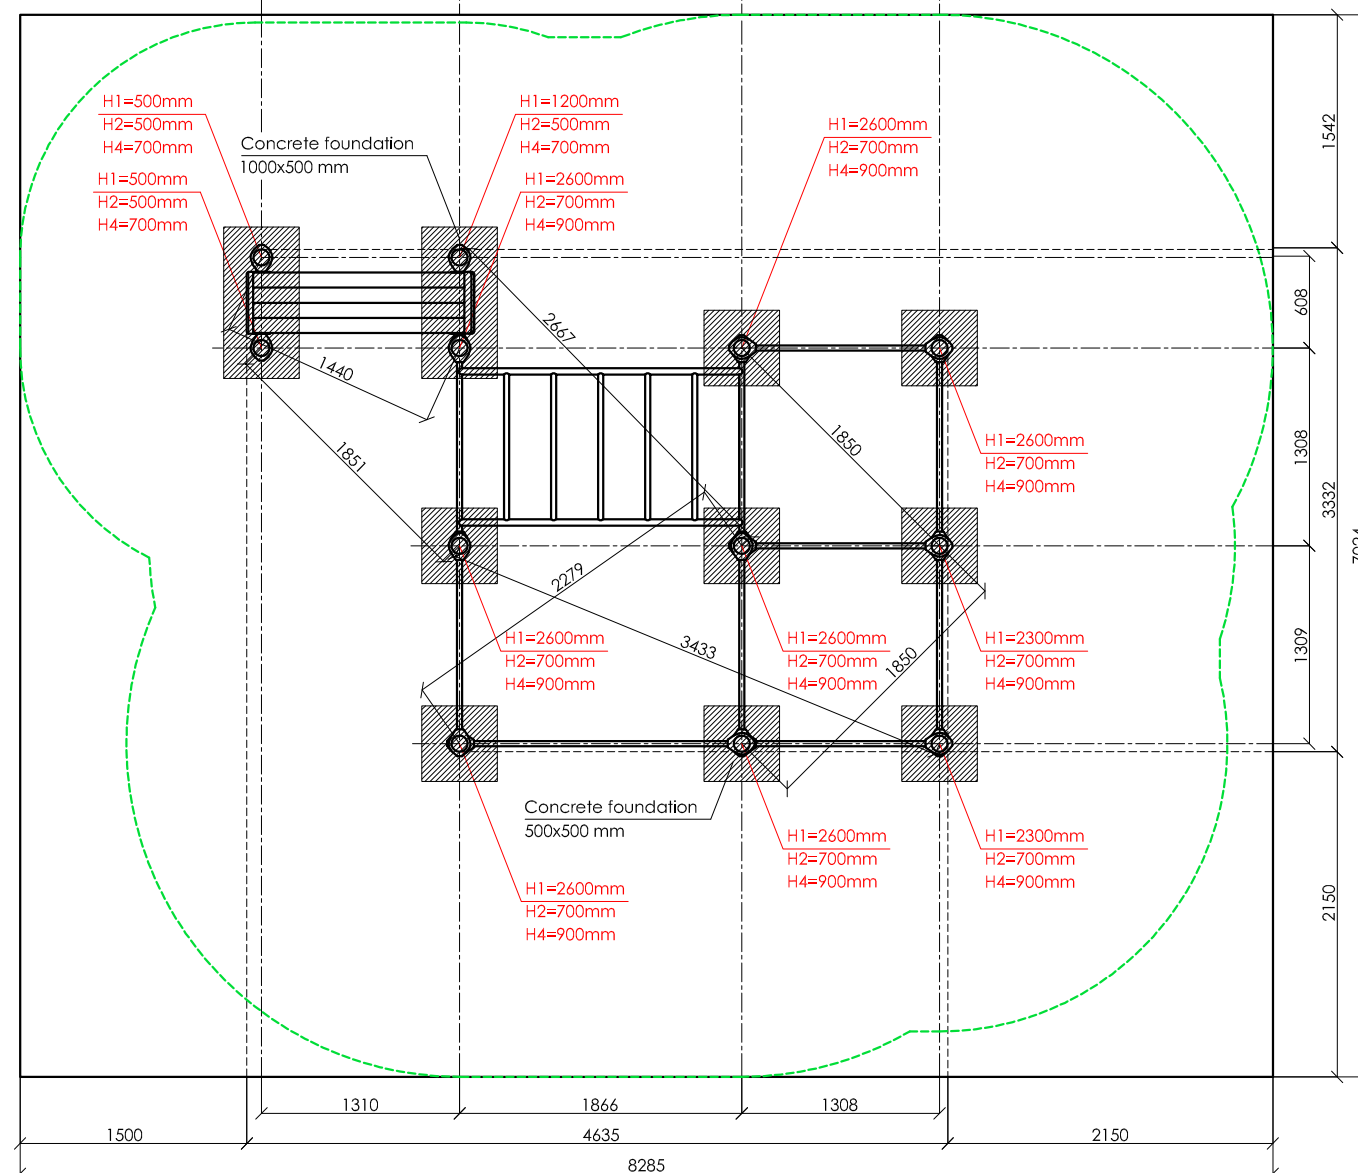 H1=500mm
H2=500mm
H4=700mm
H1=500mm
H2=500mm
H4=700mm
Concrete foundation
1000x500 mm
H1=1200mm
H2=500mm
H4=700mm
H1=2600mm
H2=700mm
H4=900mm
H1=2600mm
H2=700mm
H4=900mm
1542
608
2667
1440
1851
1850
H1=2600mm
H2=700mm
H4=900mm
1308
3332
2279
3433
1850
H1=2600mm
H2=700mm
H4=900mm
H1=2600mm
H2=700mm
H4=900mm
H1=2300mm
H2=700mm
H4=900mm
1309
Concrete foundation
500x500 mm
H1=2600mm
H2=700mm
H4=900mm
H1=2600mm
H2=700mm
H4=900mm
H1=2300mm
H2=700mm
H4=900mm
2150
1310
1866
1308
1500
4635
2150
8285